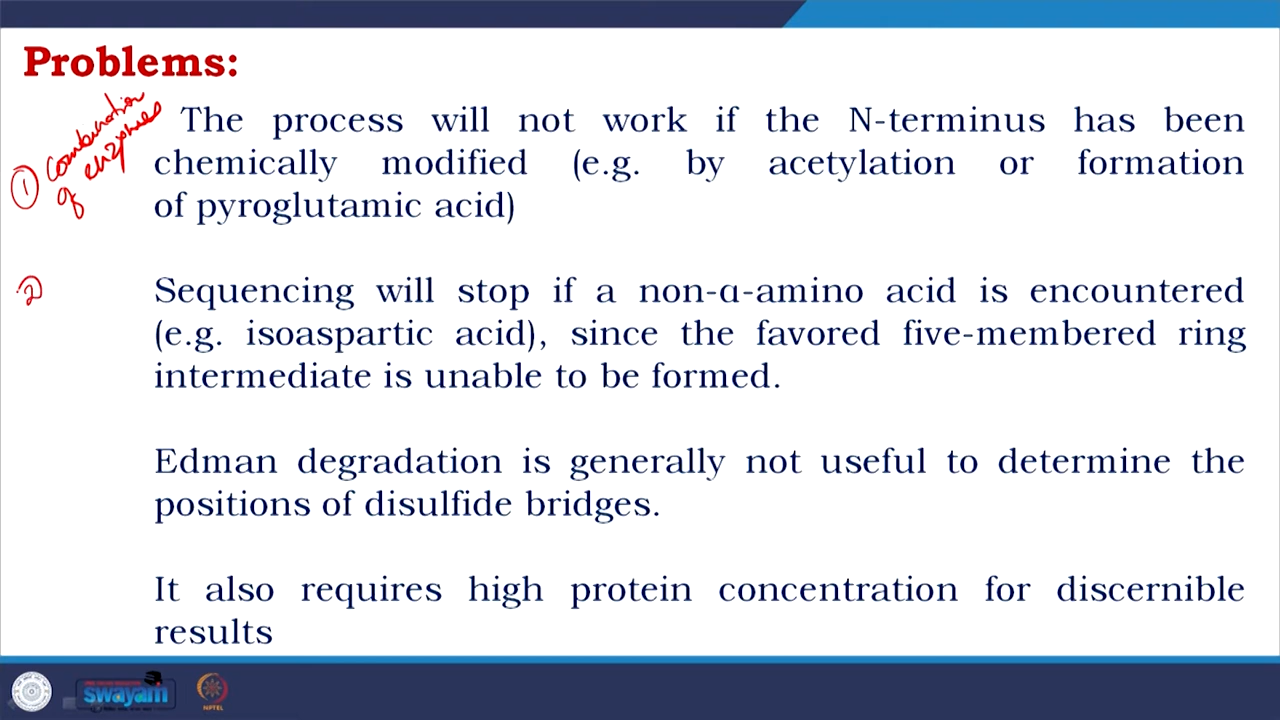 Problems:
① combination
of enzymes
The process will not work if the N-terminus has been
chemically modified (e.g. by acetylation or formation
of pyroglutamic acid)
② Sequencing will stop if a non-α-amino acid is encountered
(e.g. isoaspartic acid), since the favored five-membered ring
intermediate is unable to be formed.
Edman degradation is generally not useful to determine the
positions of disulfide bridges.
It also requires high protein concentration for discernible
results
swayam
NPTEL